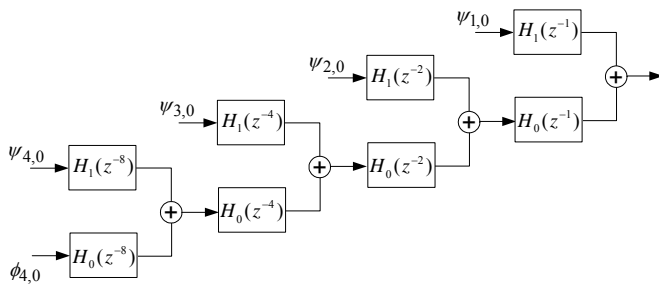 ψ₁,₀
H₁(z⁻¹)
ψ₂,₀
H₁(z⁻²)
+
ψ₃,₀
H₁(z⁻⁴)
+
H₀(z⁻¹)
ψ₄,₀
H₁(z⁻⁸)
+
H₀(z⁻²)
+
H₀(z⁻⁴)
ϕ₄,₀
H₀(z⁻⁸)